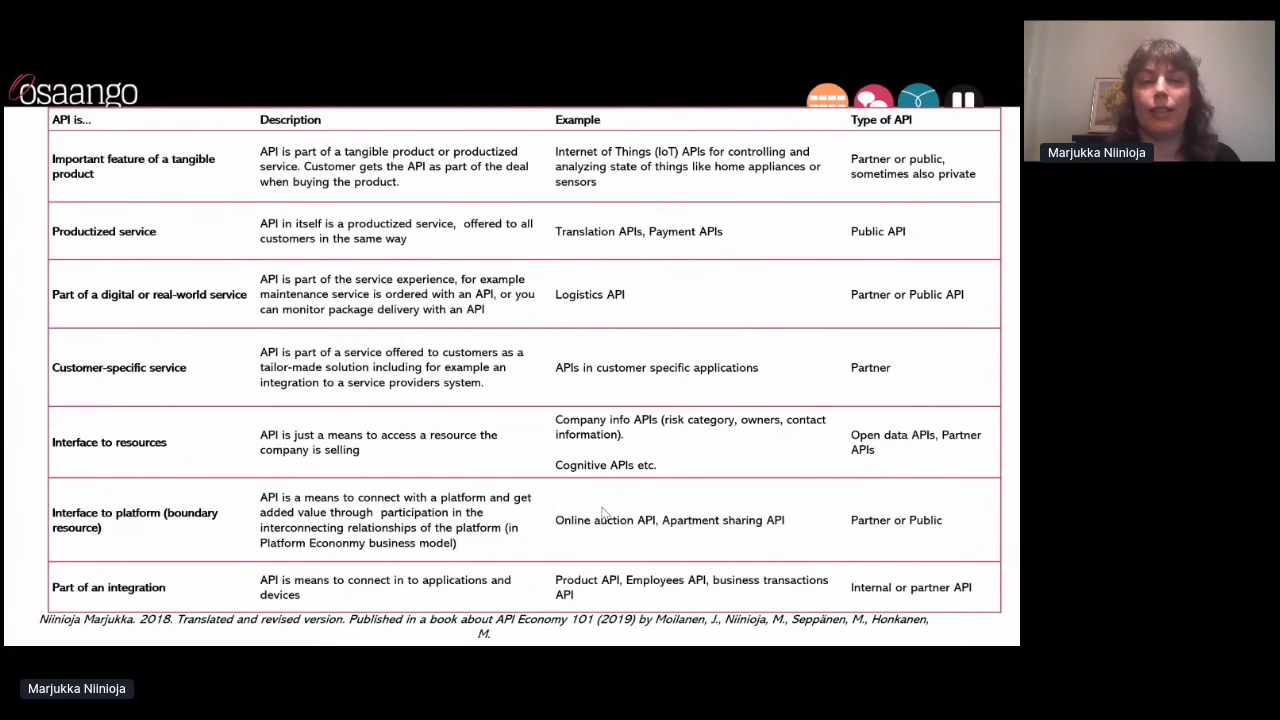 osaango
API is...
Description
Example
Type of API
Important feature of a tangible
product
API is part of a tangible product or productized
service. Customer gets the API as part of the deal
when buying the product.
Internet of Things (IoT) APIs for controlling and
analyzing state of things like home appliances or
sensors
Partner or public,
sometimes also private
Productized service
API in itself is a productized service, offered to all
customers in the same way
Translation APIs, Payment APIs
Public API
Part of a digital or real-world service
API is part of the service experience, for example
maintenance service is ordered with an API, or you
can monitor package delivery with an API
Logistics API
Partner or Public API
Customer-specific service
API is part of a service offered to customers as a
tailor-made solution including for example an
integration to a service providers system.
APIs in customer specific applications
Partner
Interface to resources
API is just a means to access a resource the
company is selling
Company info APIs (risk category, owners, contact
information).
Cognitive APIs etc.
Open data APIs, Partner
APIs
Interface to platform (boundary
resource)
API is a means to connect with a platform and get
added value through participation in the
interconnecting relationships of the platform (in
Platform Econonmy business model)
Online auction API, Apartment sharing API
Partner or Public
Part of an integration
API is means to connect in to applications and
devices
Product API, Employees API, business transactions
API
Internal or partner API
Niinioja Marjukka. 2018. Translated and revised version. Published in a book about API Economy 101 (2019) by Moilanen, J., Niinioja, M., Seppänen, M., Honkanen,
M.
Marjukka Niinioja
Marjukka Niinioja